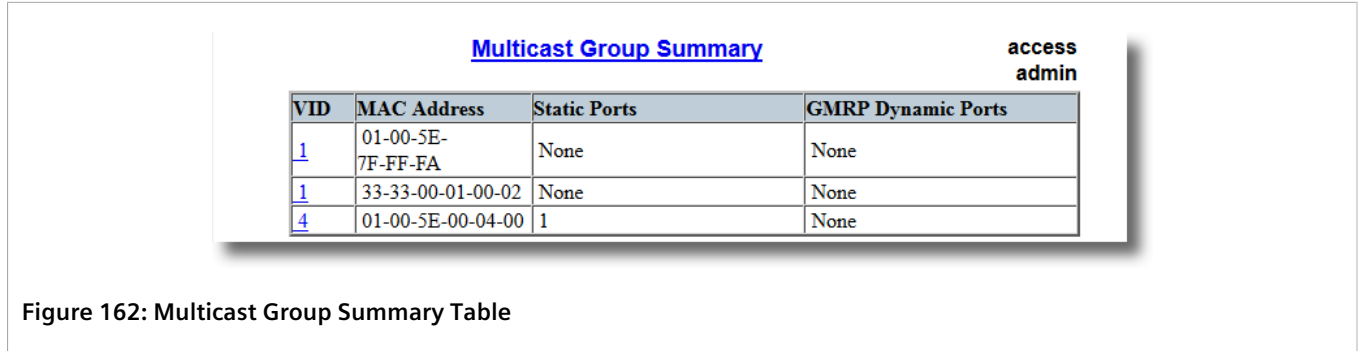 Multicast Group Summary
access
admin
VID MAC Address Static Ports GMRP Dynamic Ports
1 01-00-5E-
7F-FF-FA None None
1 33-33-00-01-00-02 None None
4 01-00-5E-00-04-00 1 None
Figure 162: Multicast Group Summary Table